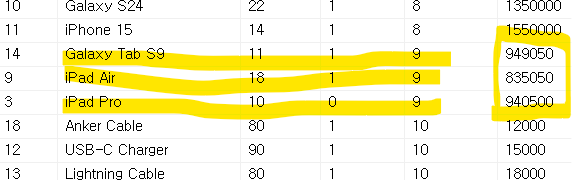 10 Galaxy S24 22 1 8 1350000
11 iPhone 15 14 1 8 1550000
14 Galaxy Tab S9 11 1 9 949050
9 iPad Air 18 1 9 835050
3 iPad Pro 10 0 9 940500
18 Anker Cable 80 1 10 12000
12 USB-C Charger 90 1 10 15000
13 Lightning Cable 80 1 10 18000